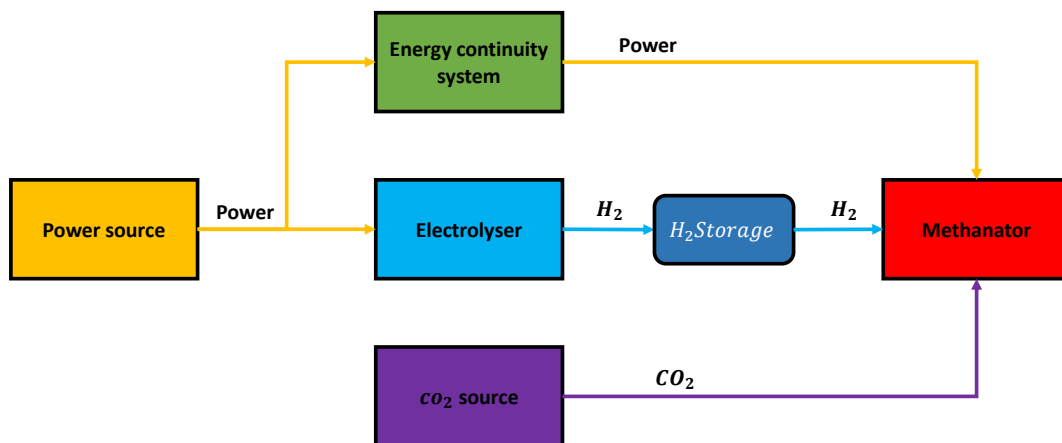 Energy continuity
system
Power
Power source
Power
Electrolyser
H₂
H₂Storage
H₂
Methanator
co₂ source
CO₂